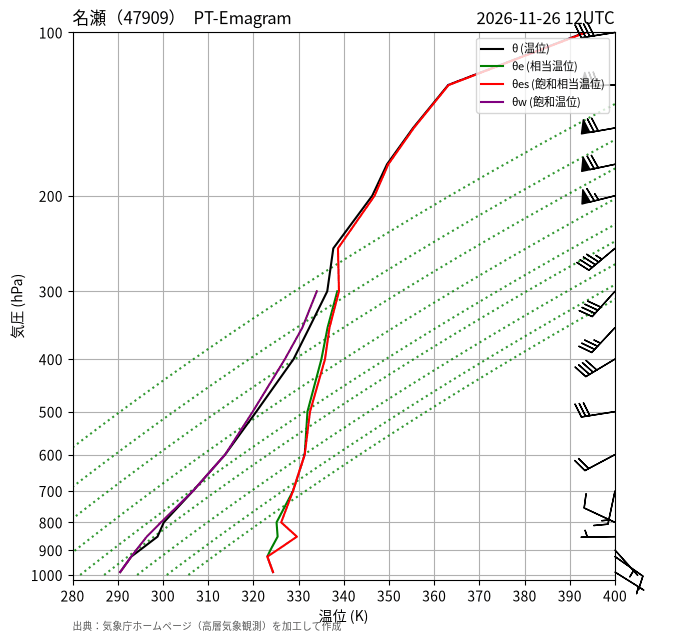 名瀬（47909） PT-Emagram
2026-11-26 12UTC
θ (温位)
θe (相当温位)
θes (飽和相当温位)
θw (飽和温位)
気圧 (hPa)
100
200
300
400
500
600
700
800
900
1000
280 290 300 310 320 330 340 350 360 370 380 390 400
温位 (K)
出典：気象庁ホームページ（高層気象観測）を加工して作成